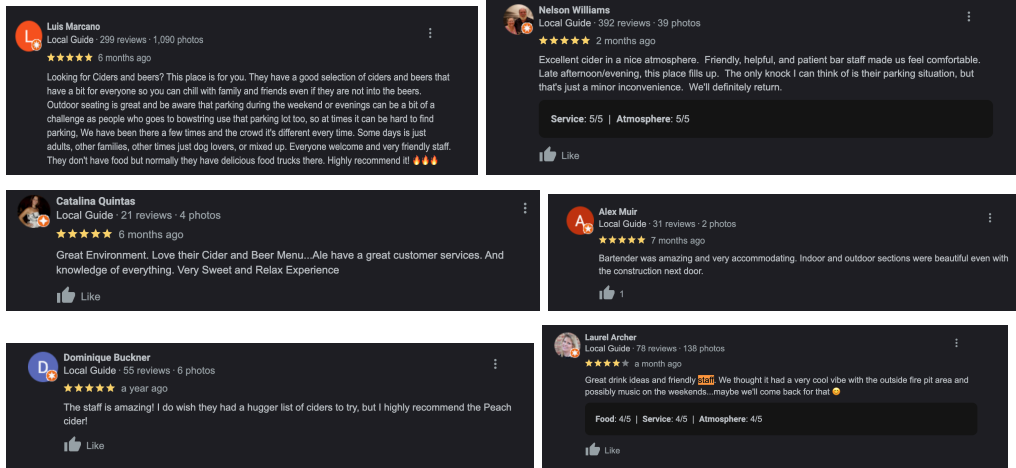 Luis Marcano
Local Guide · 299 reviews · 1,090 photos
6 months ago
Looking for Ciders and beers? This place is for you. They have a good selection of ciders and beers that
have a bit for everyone so you can chill with family and friends even if they are not into the beers.
Outdoor seating is great and be aware that parking during the weekend or evenings can be a bit of a
challenge as people who goes to bowstring use that parking lot too, so at times it can be hard to find
parking, We have been there a few times and the crowd it's different every time. Some days is just
adults, other families, other times just dog lovers, or mixed up. Everyone welcome and very friendly staff.
They don't have food but normally they have delicious food trucks there. Highly recommend it! 🔥🔥🔥
Nelson Williams
Local Guide · 392 reviews · 39 photos
2 months ago
Excellent cider in a nice atmosphere. Friendly, helpful, and patient bar staff made us feel comfortable.
Late afternoon/evening, this place fills up. The only knock I can think of is their parking situation, but
that's just a minor inconvenience. We'll definitely return.
Service: 5/5 | Atmosphere: 5/5
Like
Catalina Quintas
Local Guide · 21 reviews · 4 photos
6 months ago
Great Environment. Love their Cider and Beer Menu...Ale have a great customer services. And
knowledge of everything. Very Sweet and Relax Experience
Like
A
Alex Muir
Local Guide · 31 reviews · 2 photos
7 months ago
Bartender was amazing and very accommodating. Indoor and outdoor sections were beautiful even with
the construction next door.
1
D
Dominique Buckner
Local Guide · 55 reviews · 6 photos
a year ago
The staff is amazing! I do wish they had a hugger list of ciders to try, but I highly recommend the Peach
cider!
Like
Laurel Archer
Local Guide · 78 reviews · 138 photos
a month ago
Great drink ideas and friendly staff. We thought it had a very cool vibe with the outside fire pit area and
possibly music on the weekends...maybe we'll come back for that 😊
Food: 4/5 | Service: 4/5 | Atmosphere: 4/5
Like